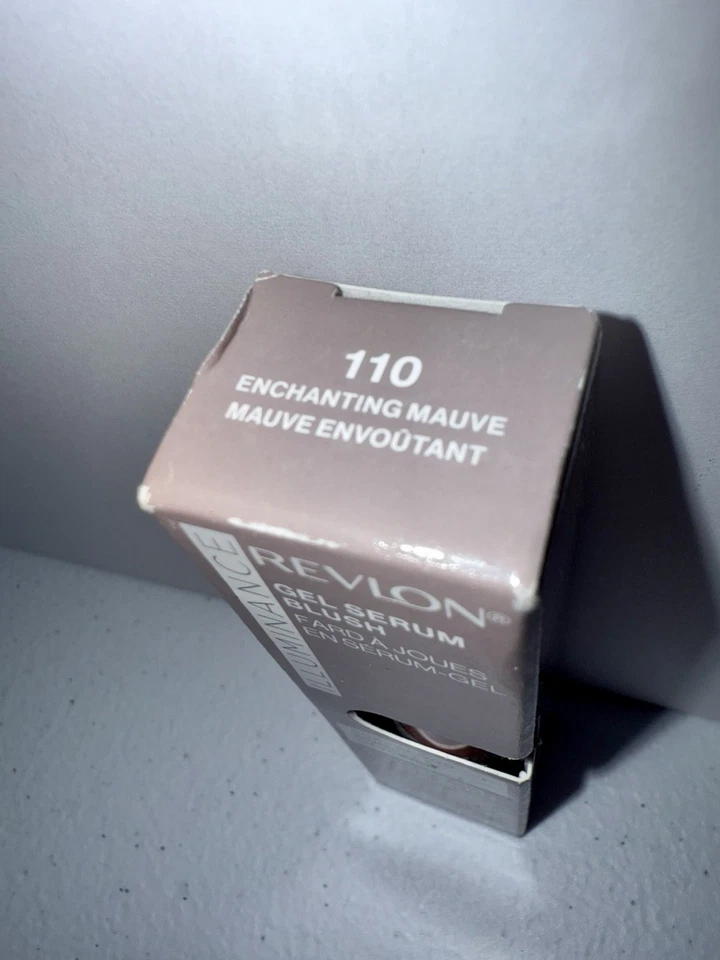 110
ENCHANTING MAUVE
MAUVE ENVOÛTANT
ILLUMINANCE
REVLON®
GEL SERUM
BLUSH
FARD À JOUES
EN SÉRUM-GEL